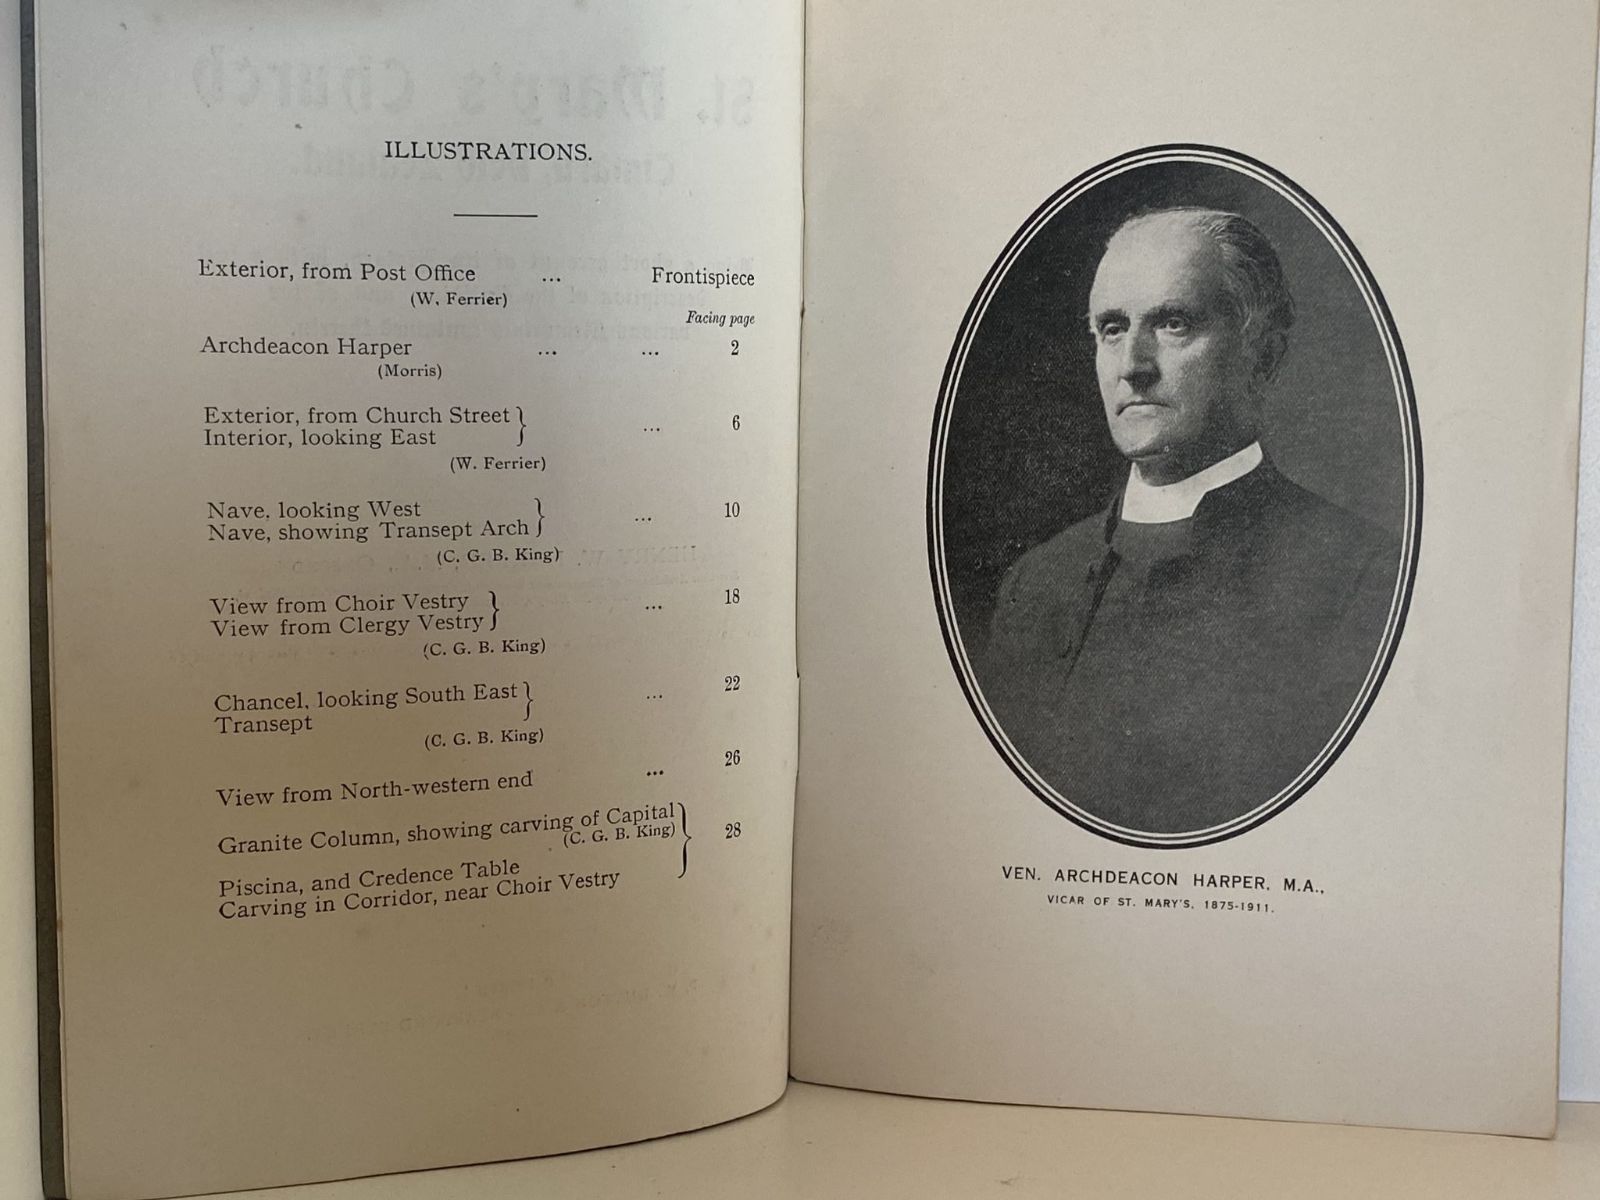 ILLUSTRATIONS.
Exterior, from Post Office ... Frontispiece
(W. Ferrier)
Facing page
Archdeacon Harper ... ... 2
(Morris)
Exterior, from Church Street
Interior, looking East ... 6
(W. Ferrier)
Nave, looking West
Nave, showing Transept Arch ... 10
(C. G. B. King)
View from Choir Vestry
View from Clergy Vestry ... 18
(C. G. B. King)
Chancel, looking South East
Transept ... 22
(C. G. B. King)
View from North-western end ... 26
Granite Column, showing carving of Capital
(C. G. B. King) 28
Piscina, and Credence Table
Carving in Corridor, near Choir Vestry
VEN. ARCHDEACON HARPER, M.A.,
VICAR OF ST. MARY'S, 1875-1911.